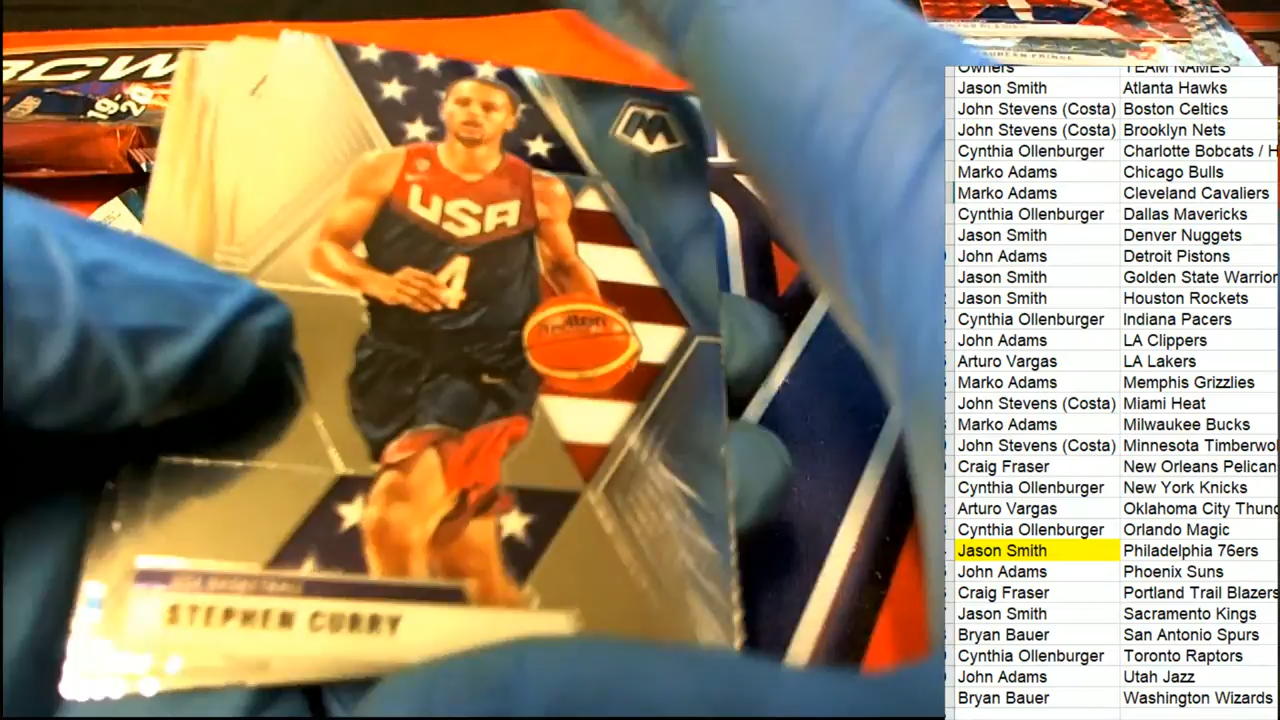 BCW
19-20
USA
4
STEPHEN CURRY
Owners TEAM NAMES
Jason Smith Atlanta Hawks
John Stevens (Costa) Boston Celtics
John Stevens (Costa) Brooklyn Nets
Cynthia Ollenburger Charlotte Bobcats / H
Marko Adams Chicago Bulls
Marko Adams Cleveland Cavaliers
Cynthia Ollenburger Dallas Mavericks
Jason Smith Denver Nuggets
John Adams Detroit Pistons
Jason Smith Golden State Warrior
Jason Smith Houston Rockets
Cynthia Ollenburger Indiana Pacers
John Adams LA Clippers
Arturo Vargas LA Lakers
Marko Adams Memphis Grizzlies
John Stevens (Costa) Miami Heat
Marko Adams Milwaukee Bucks
John Stevens (Costa) Minnesota Timberwo
Craig Fraser New Orleans Pelican
Cynthia Ollenburger New York Knicks
Arturo Vargas Oklahoma City Thund
Cynthia Ollenburger Orlando Magic
Jason Smith Philadelphia 76ers
John Adams Phoenix Suns
Craig Fraser Portland Trail Blazers
Jason Smith Sacramento Kings
Bryan Bauer San Antonio Spurs
Cynthia Ollenburger Toronto Raptors
John Adams Utah Jazz
Bryan Bauer Washington Wizards